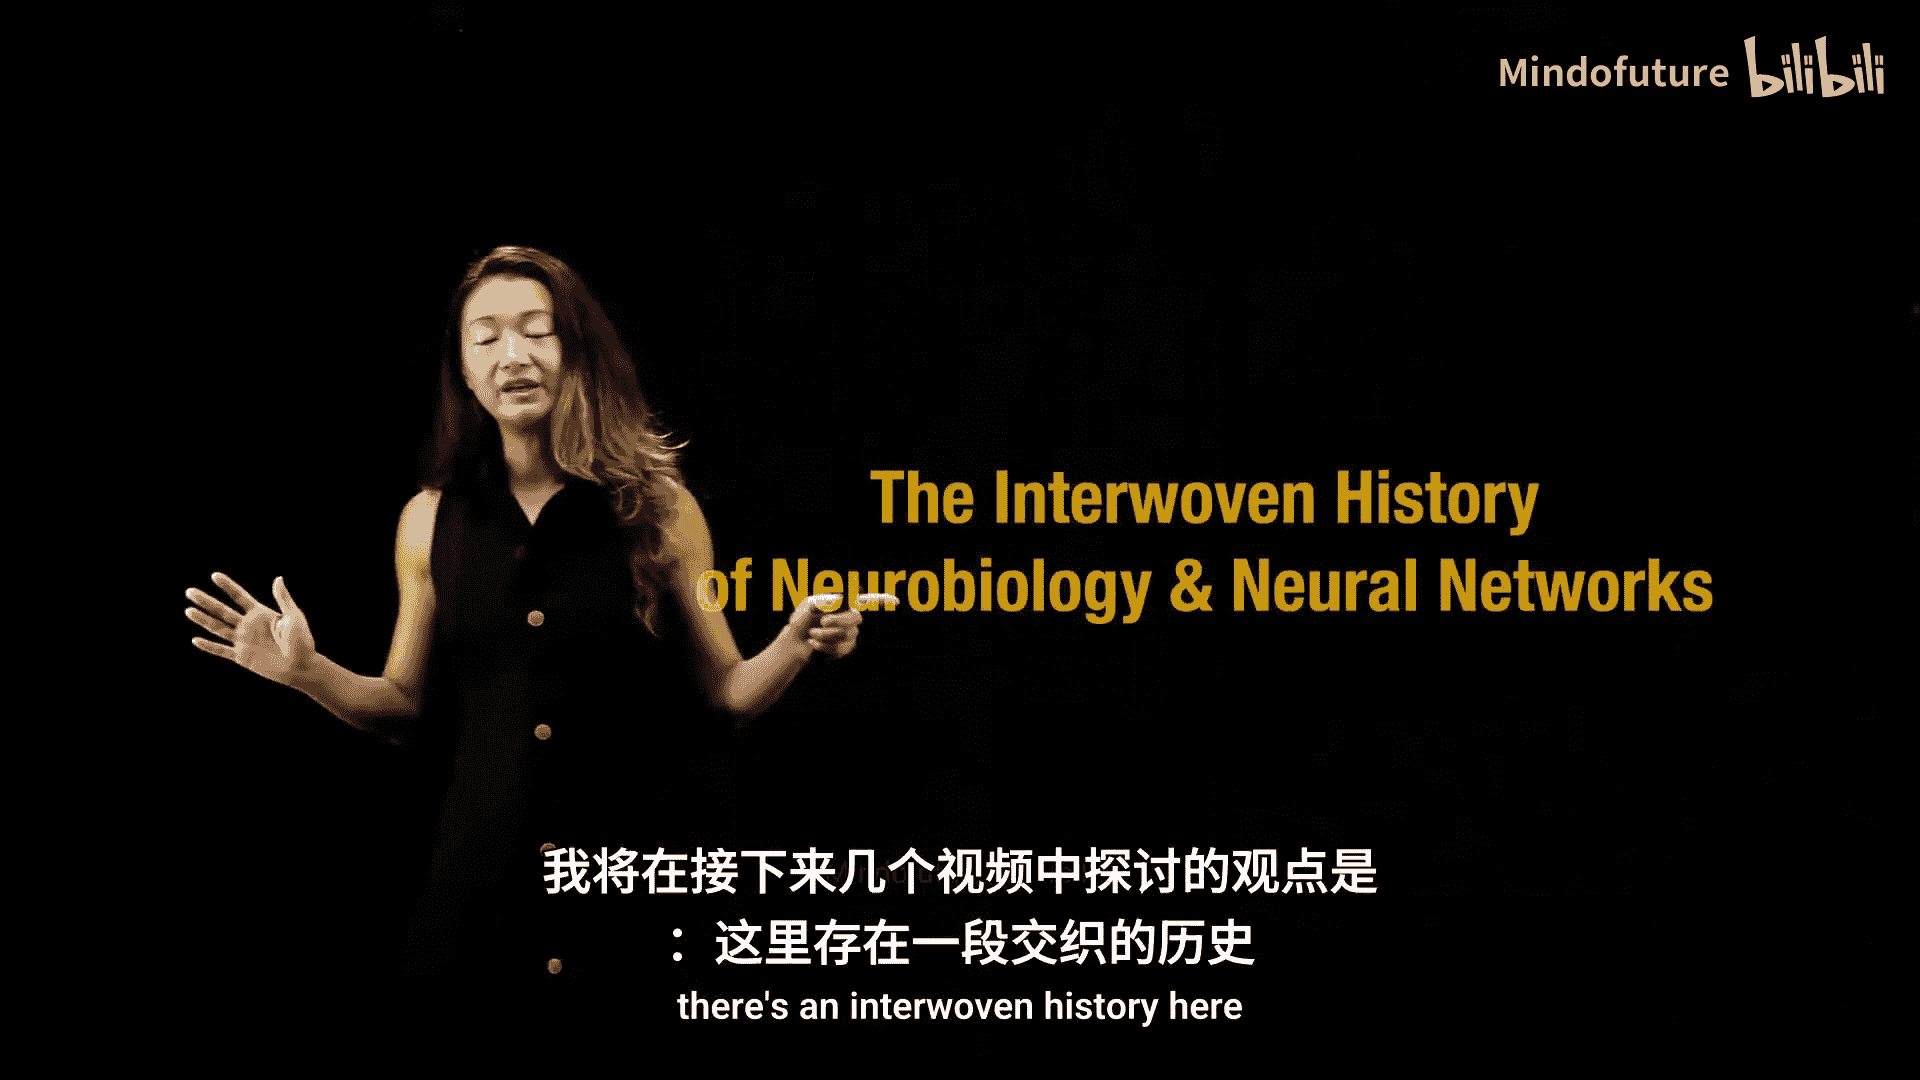 Mindofuture bilibili
The Interwoven History
of Neurobiology & Neural Networks
我将在接下来几个视频中探讨的观点是
：这里存在一段交织的历史
there's an interwoven history here